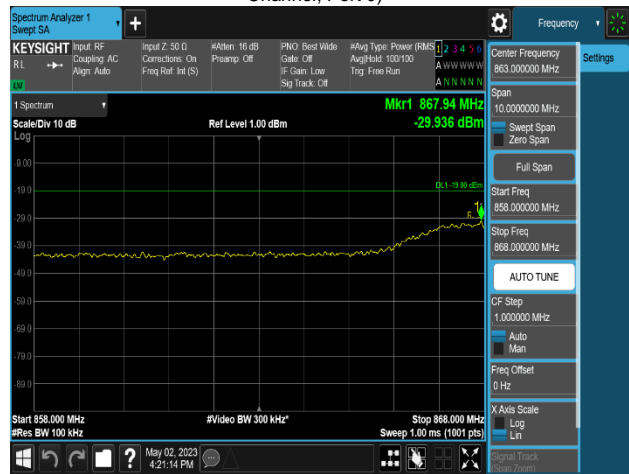 Channel, Port 0)
Spectrum Analyzer 1
Swept SA
Frequency
KEYSIGHT
RL
LW
Input: RF
Coupling: AC
Align: Auto
Input Z: 50 Ω
Corrections: On
Freq Ref: Int (S)
#Atten: 16 dB
Preamp: Off
PNO: Best Wide
Gate: Off
IF Gain: Low
Sig Track: Off
#Avg Type: Power (RMS
Avg|Hold: 100/100
Trig: Free Run
1 2 3 4 5 6
A W W W W W
A N N N N N
1 Spectrum
Scale/Div 10 dB
Log
Ref Level 1.00 dBm
Mkr1 867.94 MHz
-29.936 dBm
-9.00
-19.0
-29.0
-39.0
-49.0
-59.0
-69.0
-79.0
-89.0
DL1 -19.00 dBm
1
Start 858.000 MHz
#Res BW 100 kHz
#Video BW 300 kHz*
Stop 868.000 MHz
Sweep 1.00 ms (1001 pts)
May 02, 2023
4:21:14 PM
Center Frequency
863.000000 MHz
Settings
Span
10.0000000 MHz
Swept Span
Zero Span
Full Span
Start Freq
858.000000 MHz
Stop Freq
868.000000 MHz
AUTO TUNE
CF Step
1.000000 MHz
Auto
Man
Freq Offset
0 Hz
X Axis Scale
Log
Lin
Signal Track
(Span Zoom)